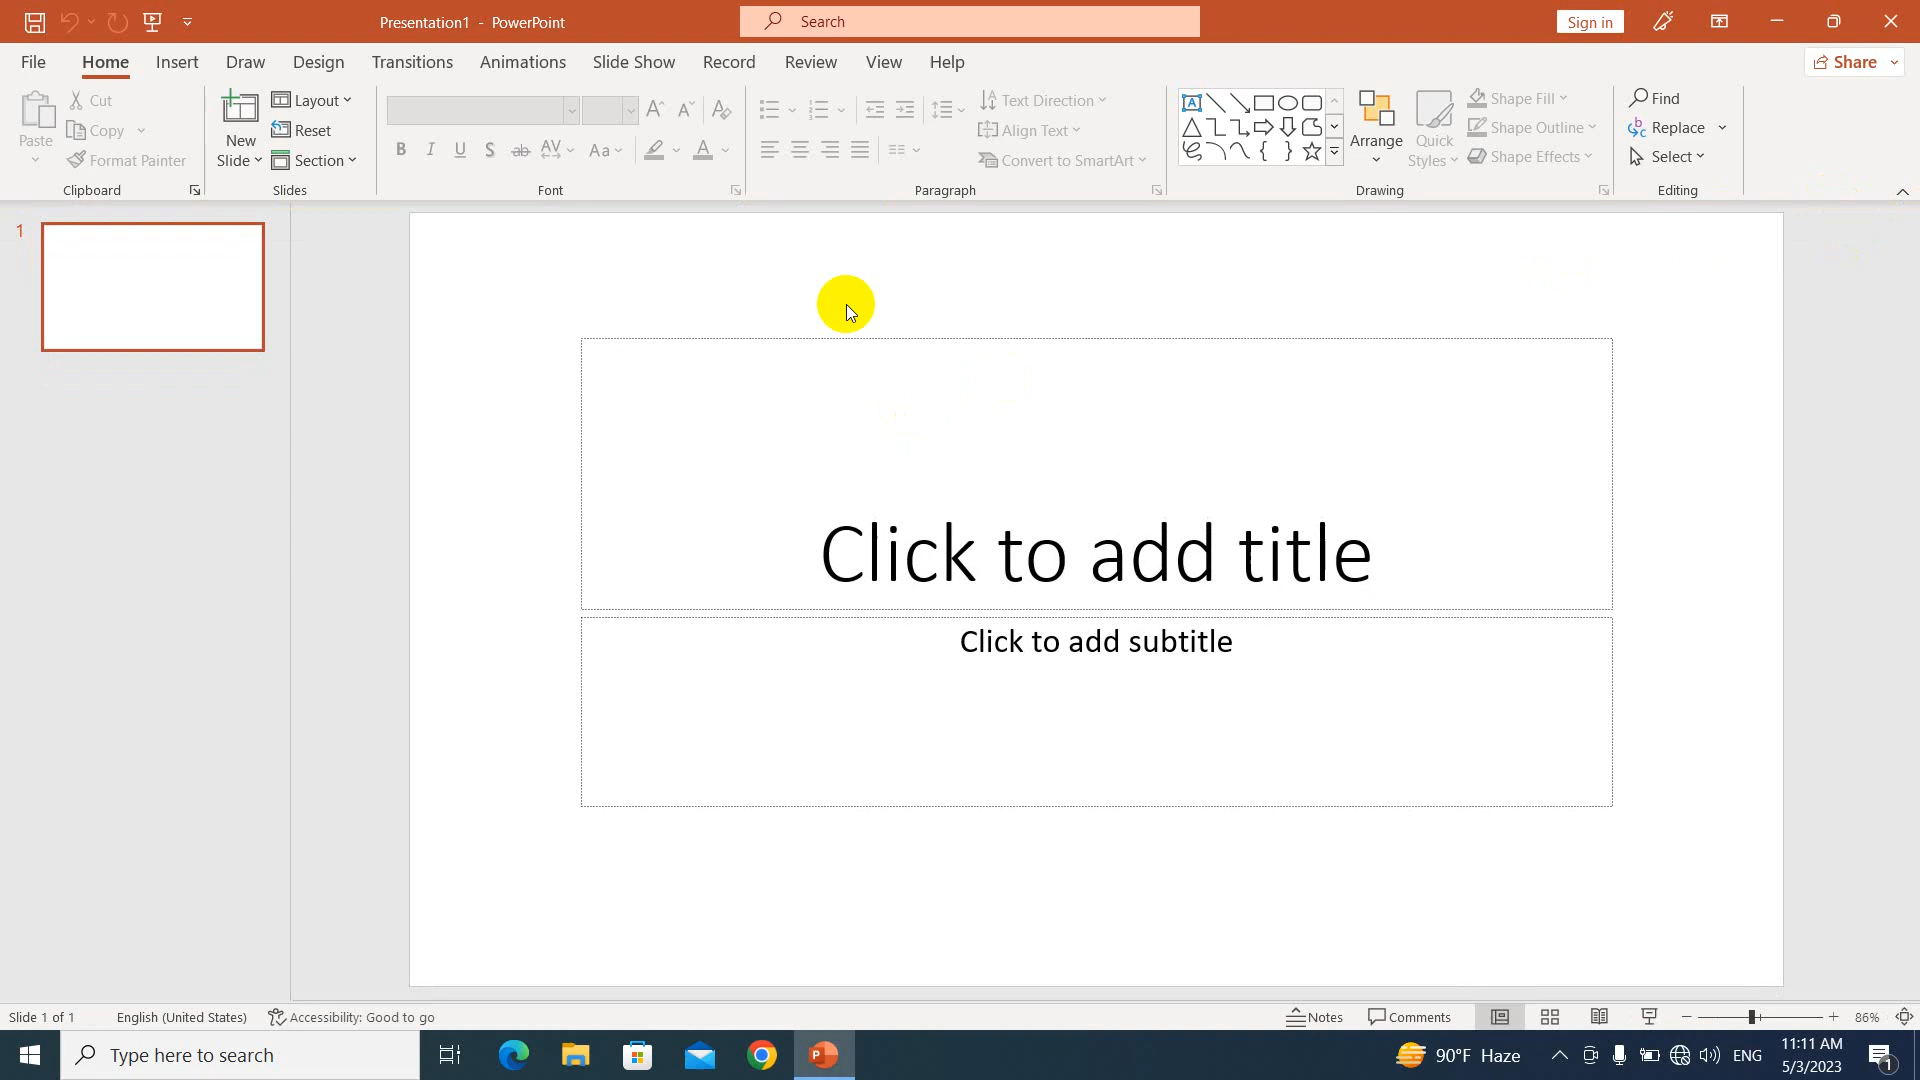 Presentation1 - PowerPoint
Search
Sign in
File Home Insert Draw Design Transitions Animations Slide Show Record Review View Help
Share
Paste
Cut
Copy
Format Painter
Clipboard
New
Slide
Layout
Reset
Section
Slides
Font
Text Direction
Align Text
Convert to SmartArt
Paragraph
Arrange
Quick
Styles
Shape Fill
Shape Outline
Shape Effects
Drawing
Find
Replace
Select
Editing
1
Click to add title
Click to add subtitle
Slide 1 of 1 English (United States) Accessibility: Good to go
Notes Comments 86%
Type here to search
90°F Haze
ENG
11:11 AM
5/3/2023
1